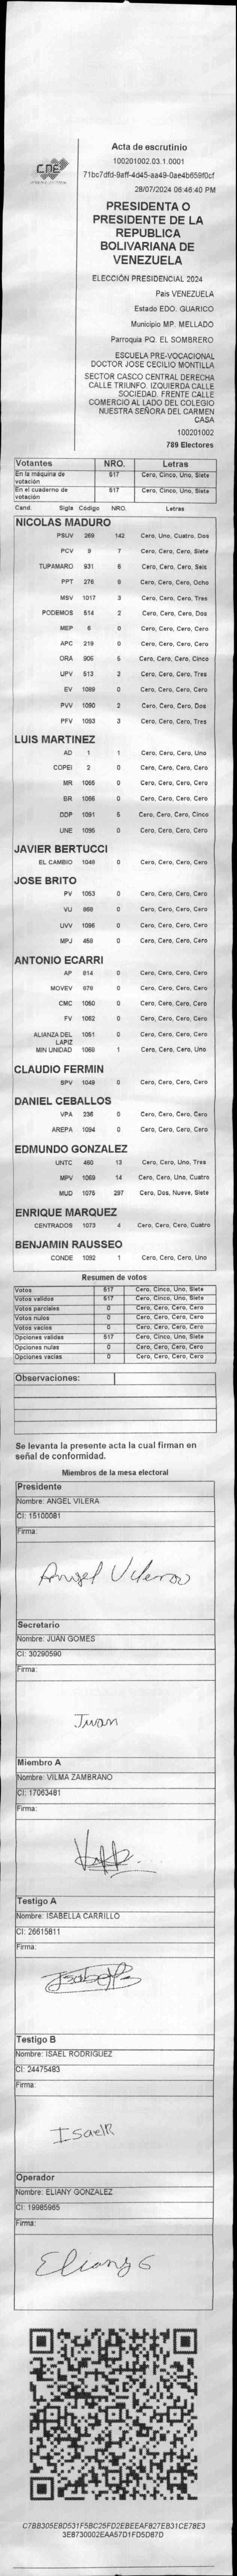 CNE
Acta de escrutinio
100201002.03.1.0001
71bc7dfd-9aff-4d45-aa49-0ae4b659f0cf
28/07/2024 06:46:40 PM
PRESIDENTA O
PRESIDENTE DE LA
REPUBLICA
BOLIVARIANA DE
VENEZUELA
ELECCIÓN PRESIDENCIAL 2024
País VENEZUELA
Estado EDO. GUARICO
Municipio MP. MELLADO
Parroquia PQ. EL SOMBRERO
ESCUELA PRE-VOCACIONAL
DOCTOR JOSE CECILIO MONTILLA
SECTOR CASCO CENTRAL DERECHA
CALLE TRIUNFO. IZQUIERDA CALLE
SOCIEDAD. FRENTE CALLE
COMERCIO AL LADO DEL COLEGIO
NUESTRA SEÑORA DEL CARMEN
CASA
100201002
789 Electores
Votantes NRO. Letras
En la máquina de votación 517 Cero, Cinco, Uno, Siete
En el cuaderno de votación 517 Cero, Cinco, Uno, Siete
Cand. Sigla Código NRO. Letras
NICOLAS MADURO
PSUV 269 142 Cero, Uno, Cuatro, Dos
PCV 9 7 Cero, Cero, Cero, Siete
TUPAMARO 931 6 Cero, Cero, Cero, Seis
PPT 275 8 Cero, Cero, Cero, Ocho
MSV 1017 3 Cero, Cero, Cero, Tres
PODEMOS 514 2 Cero, Cero, Cero, Dos
MEP 6 0 Cero, Cero, Cero, Cero
APC 219 0 Cero, Cero, Cero, Cero
ORA 905 5 Cero, Cero, Cero, Cinco
UPV 513 3 Cero, Cero, Cero, Tres
EV 1089 0 Cero, Cero, Cero, Cero
PVV 1090 2 Cero, Cero, Cero, Dos
PFV 1093 3 Cero, Cero, Cero, Tres
LUIS MARTINEZ
AD 1 1 Cero, Cero, Cero, Uno
COPEI 2 0 Cero, Cero, Cero, Cero
MR 1065 0 Cero, Cero, Cero, Cero
BR 1066 0 Cero, Cero, Cero, Cero
DDP 1091 5 Cero, Cero, Cero, Cinco
UNE 1095 0 Cero, Cero, Cero, Cero
JAVIER BERTUCCI
EL CAMBIO 1048 0 Cero, Cero, Cero, Cero
JOSE BRITO
PV 1053 0 Cero, Cero, Cero, Cero
VU 868 0 Cero, Cero, Cero, Cero
UVV 1096 0 Cero, Cero, Cero, Cero
MPJ 458 0 Cero, Cero, Cero, Cero
ANTONIO ECARRI
AP 814 0 Cero, Cero, Cero, Cero
MOVEV 878 0 Cero, Cero, Cero, Cero
CMC 1050 0 Cero, Cero, Cero, Cero
FV 1052 0 Cero, Cero, Cero, Cero
ALIANZA DEL LAPIZ 1051 0 Cero, Cero, Cero, Cero
MIN UNIDAD 1068 1 Cero, Cero, Cero, Uno
CLAUDIO FERMIN
SPV 1049 0 Cero, Cero, Cero, Cero
DANIEL CEBALLOS
VPA 236 0 Cero, Cero, Cero, Cero
AREPA 1094 0 Cero, Cero, Cero, Cero
EDMUNDO GONZALEZ
UNTC 460 13 Cero, Cero, Uno, Tres
MPV 1069 14 Cero, Cero, Uno, Cuatro
MUD 1075 297 Cero, Dos, Nueve, Siete
ENRIQUE MARQUEZ
CENTRADOS 1073 4 Cero, Cero, Cero, Cuatro
BENJAMIN RAUSSEO
CONDE 1092 1 Cero, Cero, Cero, Uno
Resumen de votos
Votos 517 Cero, Cinco, Uno, Siete
Votos validos 517 Cero, Cinco, Uno, Siete
Votos parciales 0 Cero, Cero, Cero, Cero
Votos nulos 0 Cero, Cero, Cero, Cero
Votos vacios 0 Cero, Cero, Cero, Cero
Opciones validas 517 Cero, Cinco, Uno, Siete
Opciones nulas 0 Cero, Cero, Cero, Cero
Opciones vacias 0 Cero, Cero, Cero, Cero
Observaciones:
Se levanta la presente acta la cual firman en
señal de conformidad.
Miembros de la mesa electoral
Presidente
Nombre: ANGEL VILERA
CI: 15100081
Firma:
Angel Vilera
Secretario
Nombre: JUAN GOMES
CI: 30290590
Firma:
Juan
Miembro A
Nombre: VILMA ZAMBRANO
CI: 17063481
Firma:
Testigo A
Nombre: ISABELLA CARRILLO
CI: 26615811
Firma:
Testigo B
Nombre: ISAEL RODRIGUEZ
CI: 24475483
Firma:
IsaelR
Operador
Nombre: ELIANY GONZALEZ
CI: 19985965
Firma:
Eliany G
C7BB305E8D531F5BC25FD2EBEEAF827EB31CE78E3
3E8730002EAA57D1FD5D87D